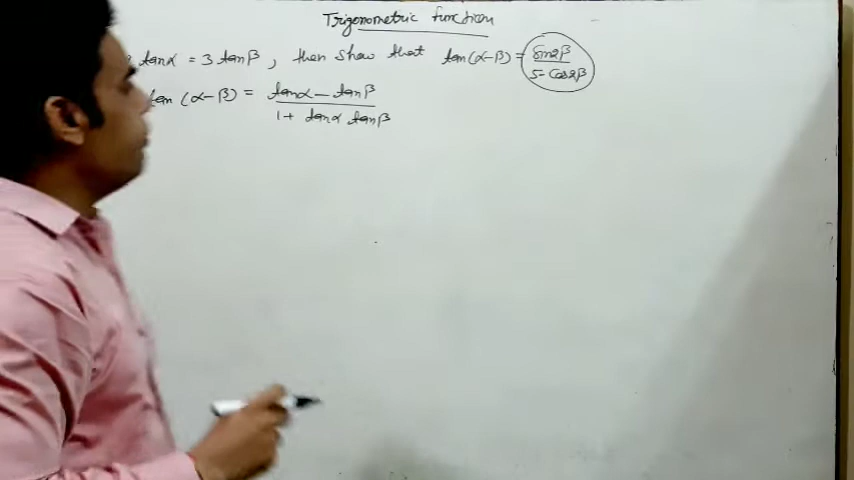 Trigonometric function
tanα = 3 tanβ, then show that tan(α-β) = sin2β / 5-cos2β
tan (α-β) = tanα - tanβ / 1+ tanα tanβ